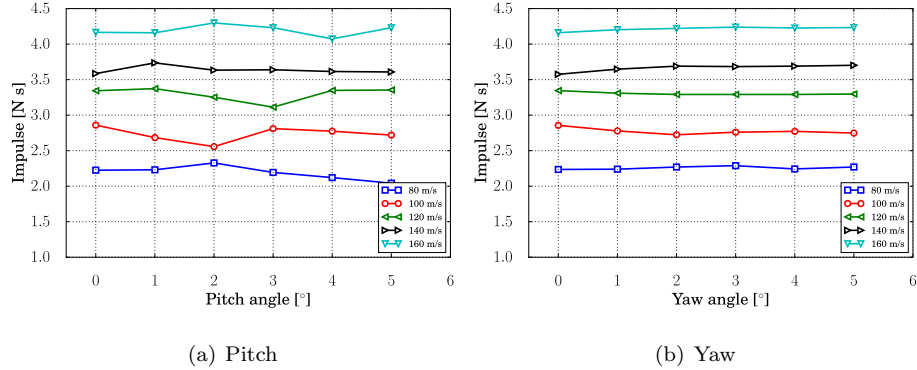 4.5
4.0
3.5
3.0
2.5
2.0
1.5
1.0
Impulse [N s]
0 1 2 3 4 5 6
Pitch angle [°]
80 m/s
100 m/s
120 m/s
140 m/s
160 m/s
(a) Pitch
4.5
4.0
3.5
3.0
2.5
2.0
1.5
1.0
Impulse [N s]
0 1 2 3 4 5 6
Yaw angle [°]
80 m/s
100 m/s
120 m/s
140 m/s
160 m/s
(b) Yaw